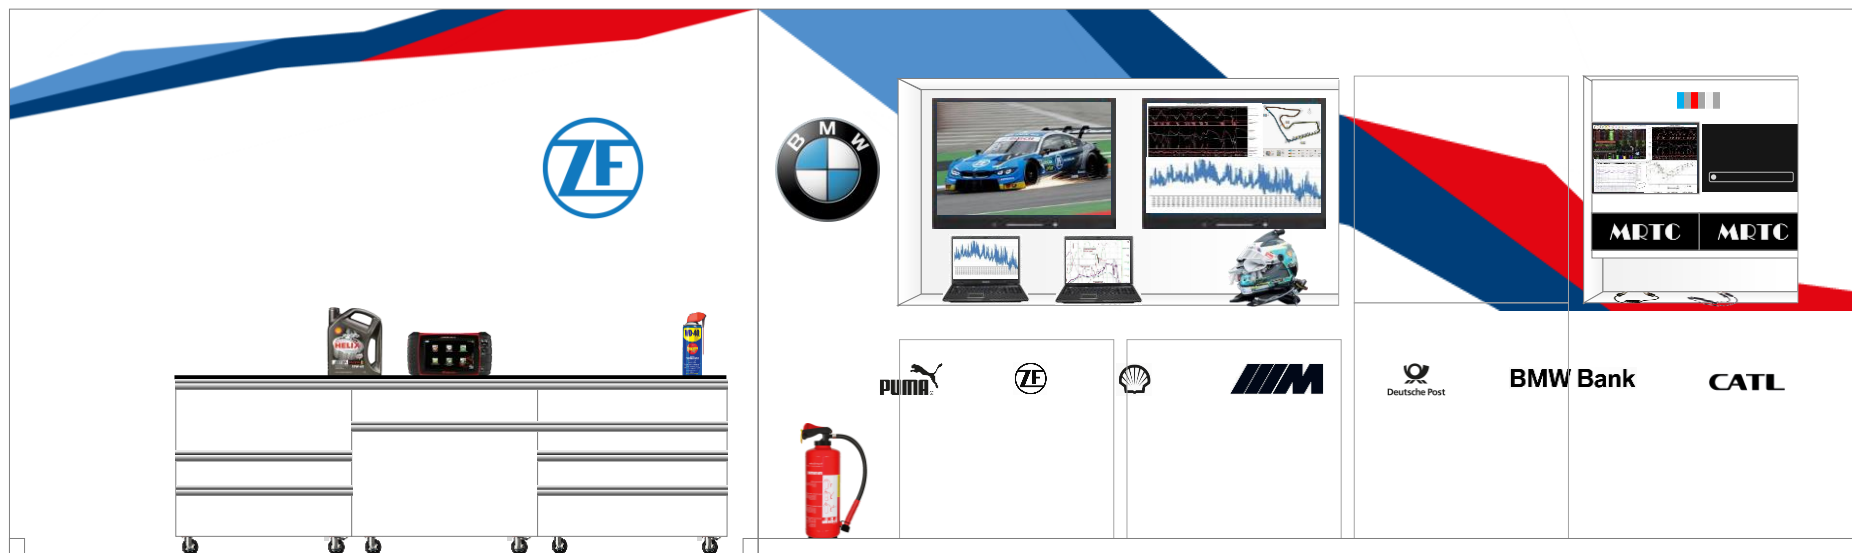 ZF
BMW
MRTC
MRTC
HELIX
WD-40
PUMA
ZF
M
Deutsche Post
BMW Bank
CATL